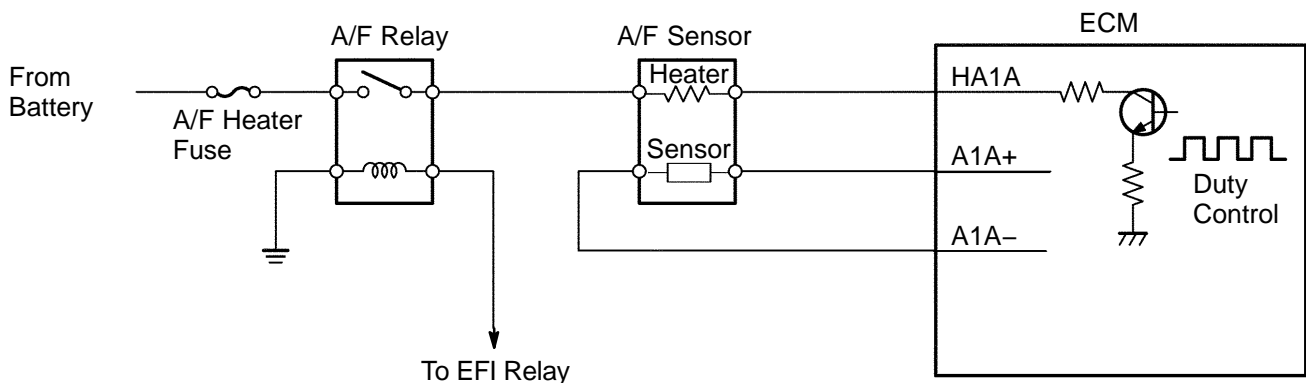 ECM
A/F Relay
A/F Sensor
From
Battery
Heater
HA1A
A/F Heater
Fuse
Sensor
A1A+
Duty
Control
A1A−
To EFI Relay